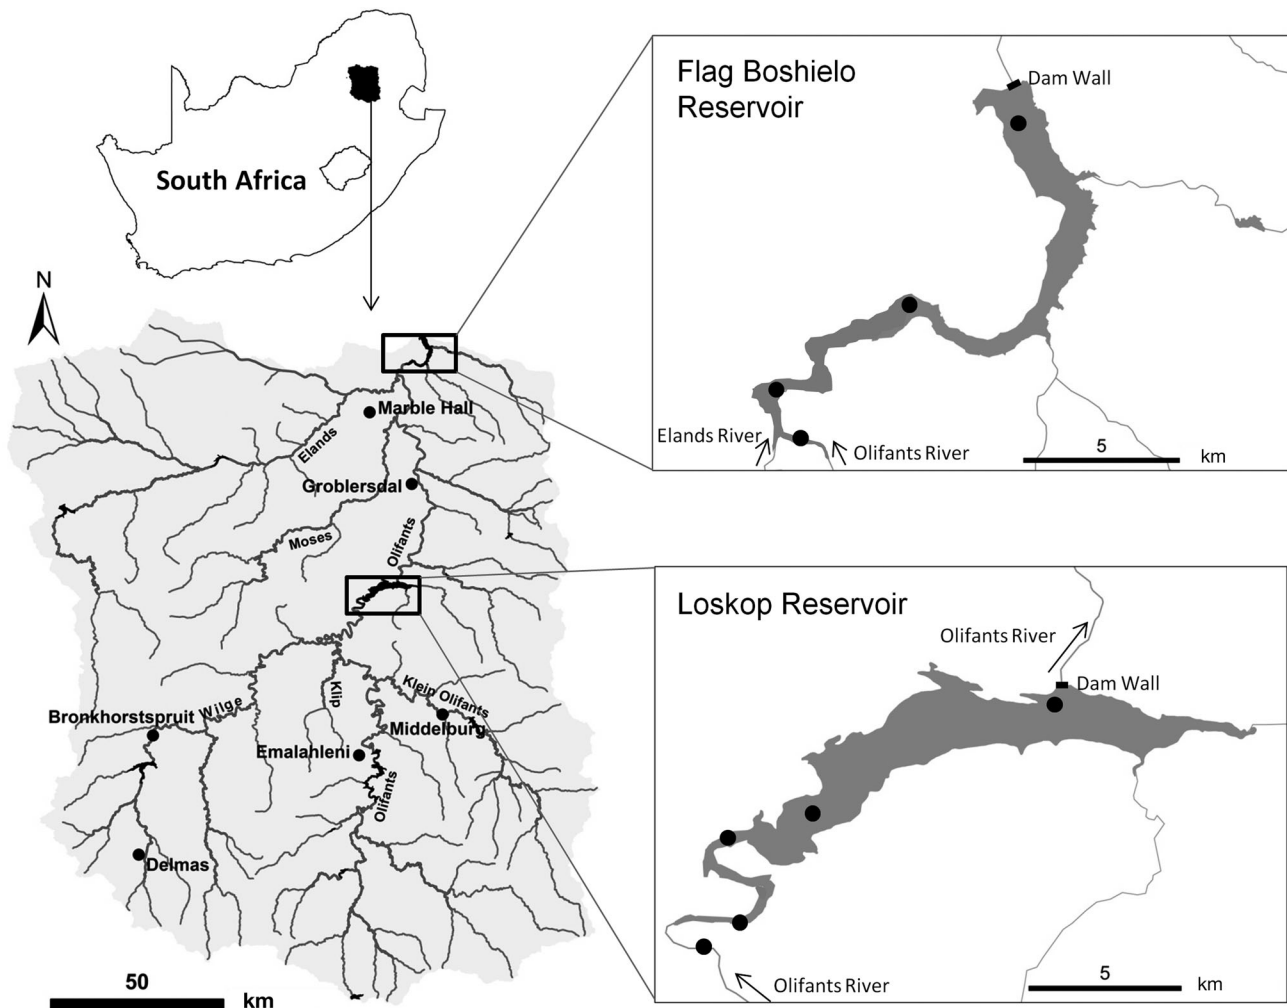 South Africa
N
Marble Hall
Elands
Groblersdal
Moses
Olifants
Klein Olifants
Klip
Wilge
Bronkhorstspruit
Middelburg
Emalahleni
Olifants
Delmas
50
km
Flag Boshielo
Reservoir
Dam Wall
Elands River
Olifants River
5
km
Loskop Reservoir
Olifants River
Dam Wall
Olifants River
5
km